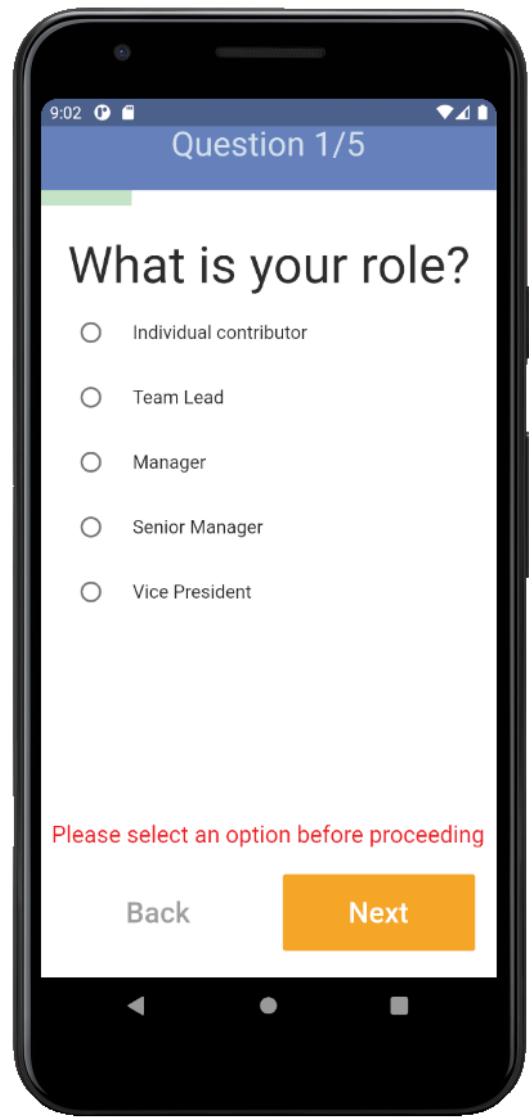 9:02
Question 1/5
What is your role?
Individual contributor
Team Lead
Manager
Senior Manager
Vice President
Please select an option before proceeding
Back Next